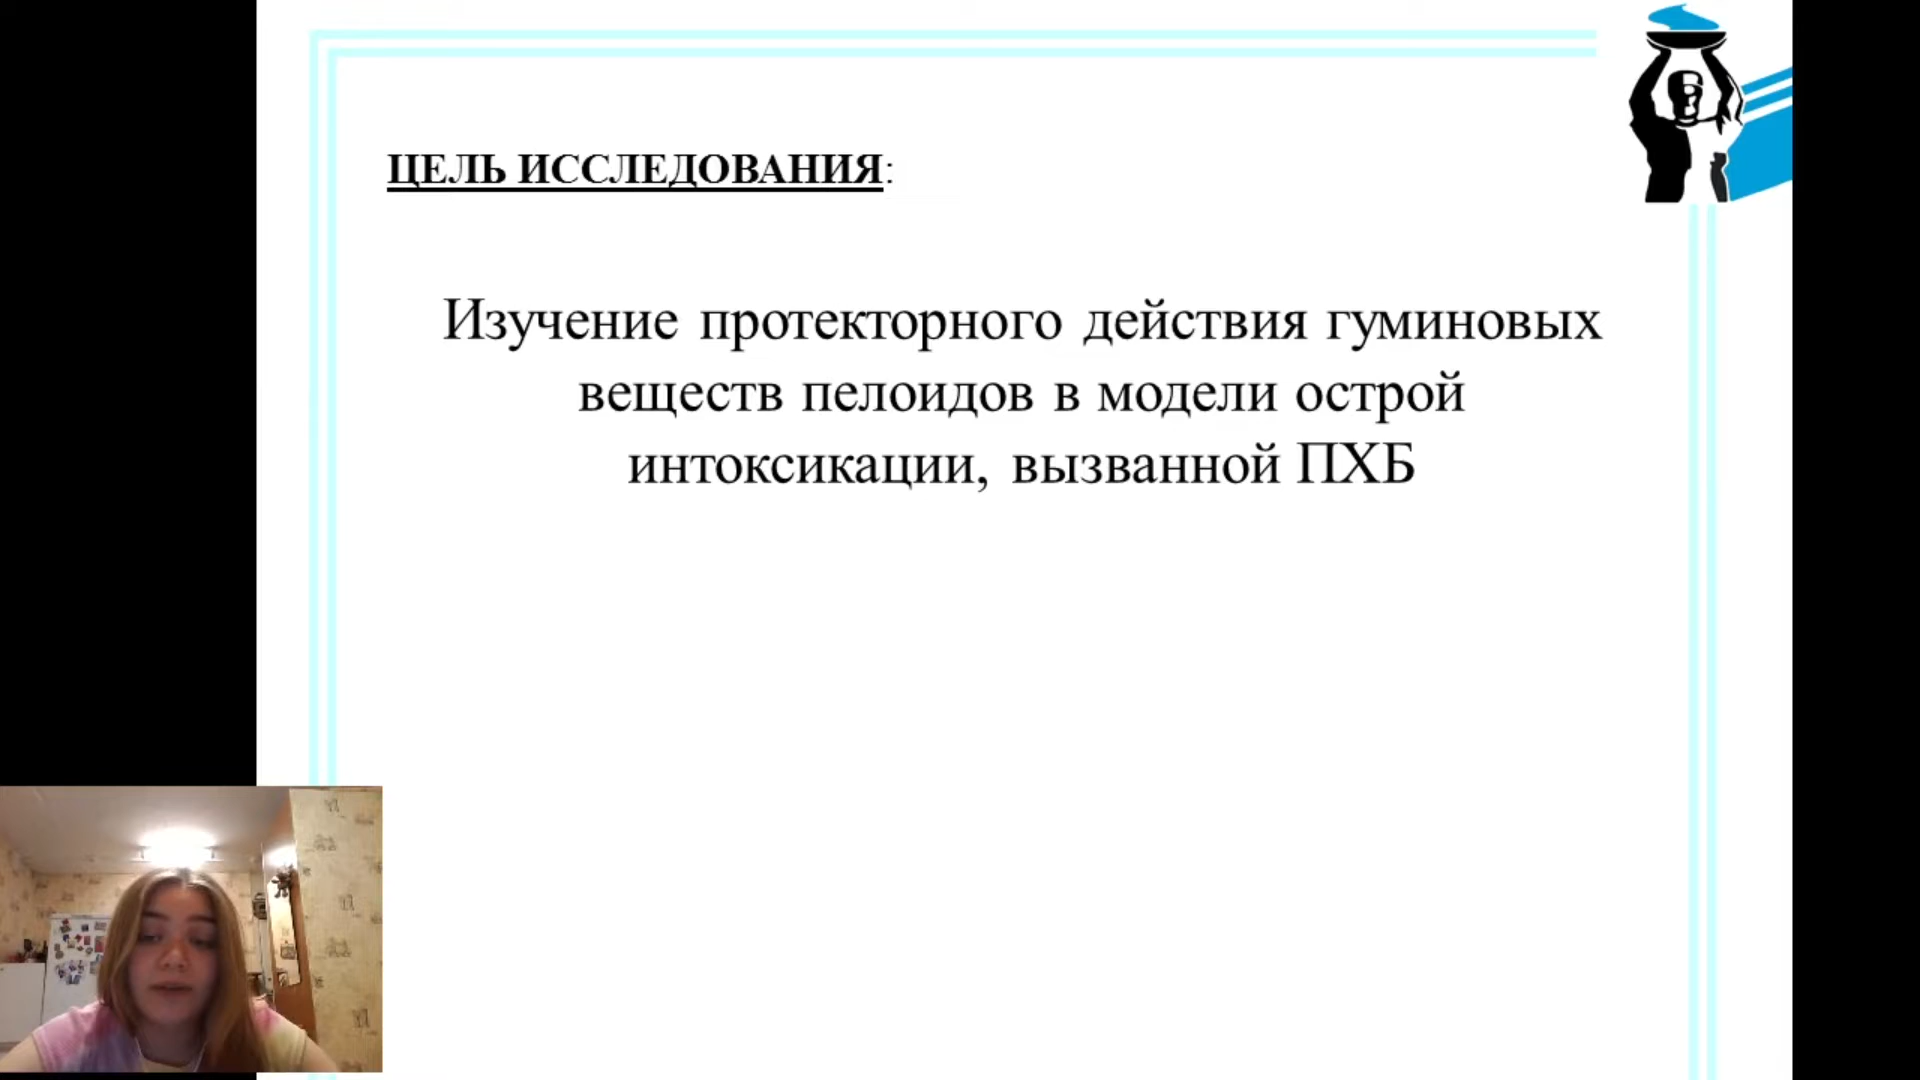 ЦЕЛЬ ИССЛЕДОВАНИЯ:
Изучение протекторного действия гуминовых
веществ пелоидов в модели острой
интоксикации, вызванной ПХБ